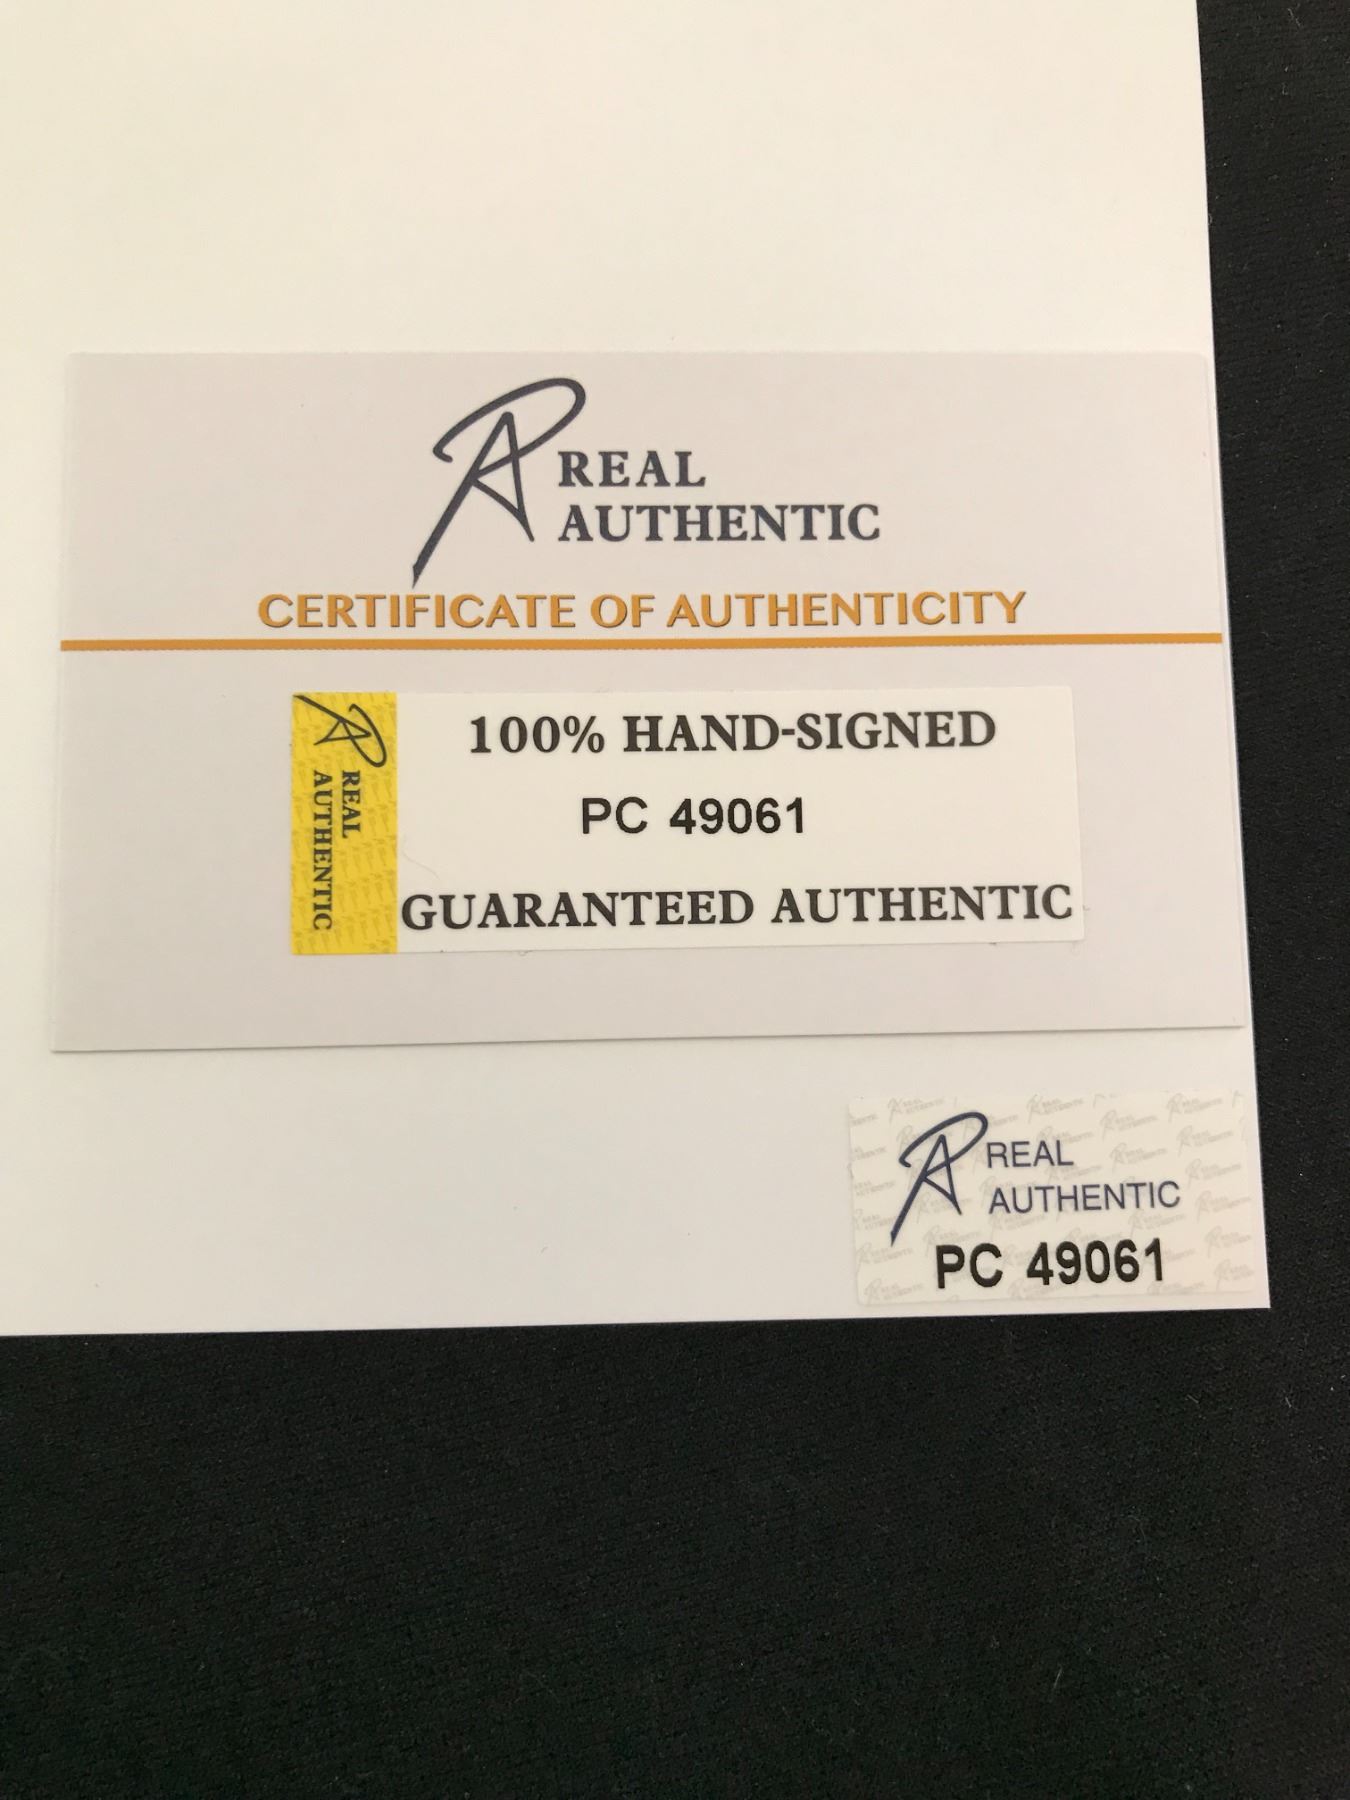 REAL
AUTHENTIC
CERTIFICATE OF AUTHENTICITY
REAL
AUTHENTIC
100% HAND-SIGNED
PC 49061
GUARANTEED AUTHENTIC
REAL
AUTHENTIC
PC 49061